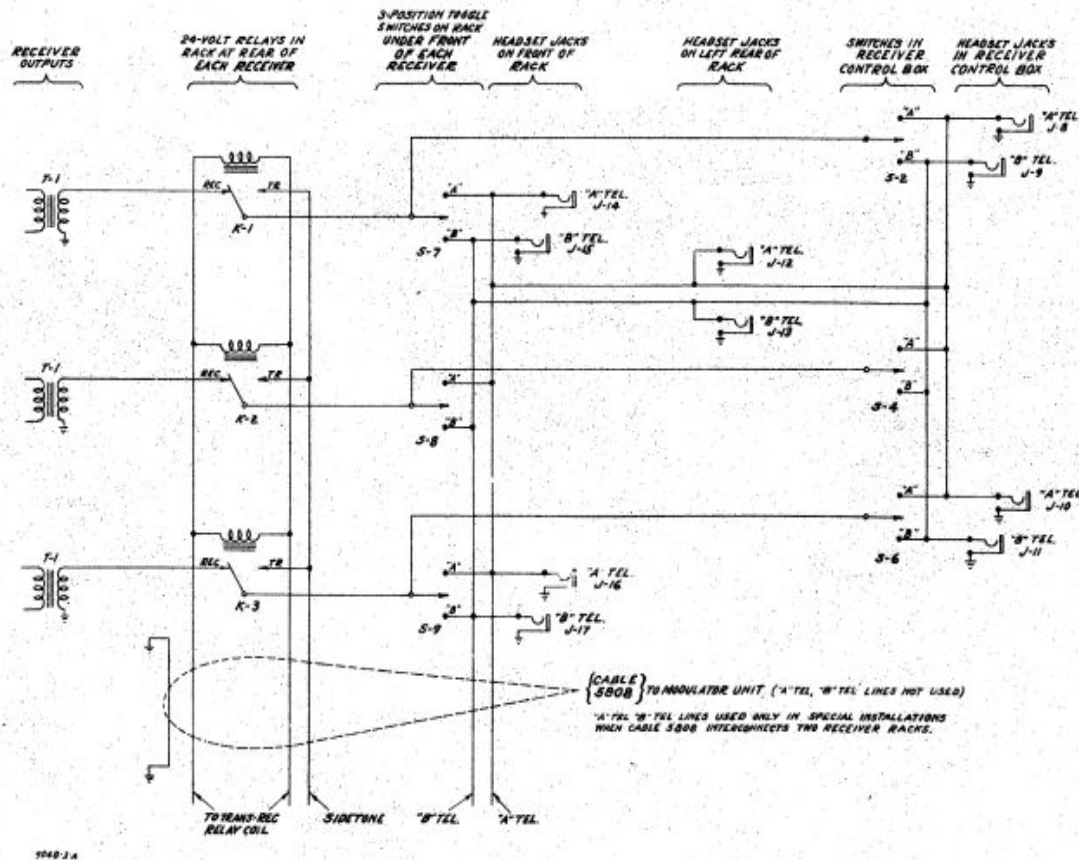 RECEIVER
OUTPUTS
24-VOLT RELAYS IN
RACK AT REAR OF
EACH RECEIVER
3-POSITION TOGGLE
SWITCHES ON RACK
UNDER FRONT
OF EACH
RECEIVER
HEADSET JACKS
ON FRONT OF
RACK
HEADSET JACKS
ON LEFT REAR OF
RACK
SWITCHES IN
RECEIVER
CONTROL BOX
HEADSET JACKS
IN RECEIVER
CONTROL BOX
"A"
"A" TEL.
J-8
"B"
S-2
"B" TEL.
J-9
T-1
REC
TR
K-1
"A"
"A" TEL.
J-14
"B"
S-7
"B" TEL.
J-15
"A" TEL.
J-12
"B" TEL.
J-13
T-1
REC
TR
K-2
"A"
"B"
S-8
"A"
"B"
S-4
"A"
"A" TEL
J-10
"B"
S-6
"B" TEL.
J-11
T-1
REC
TR
K-3
"A"
"A" TEL.
J-16
"B"
S-9
"B" TEL.
J-17
{CABLE 5808} TO MODULATOR UNIT ("A" TEL, "B" TEL LINES NOT USED)
"A" TEL "B" TEL LINES USED ONLY IN SPECIAL INSTALLATIONS
WHEN CABLE 5808 INTERCONNECTS TWO RECEIVER RACKS.
TO TRANS-REC
RELAY COIL
SIDETONE
"B" TEL.
"A" TEL.